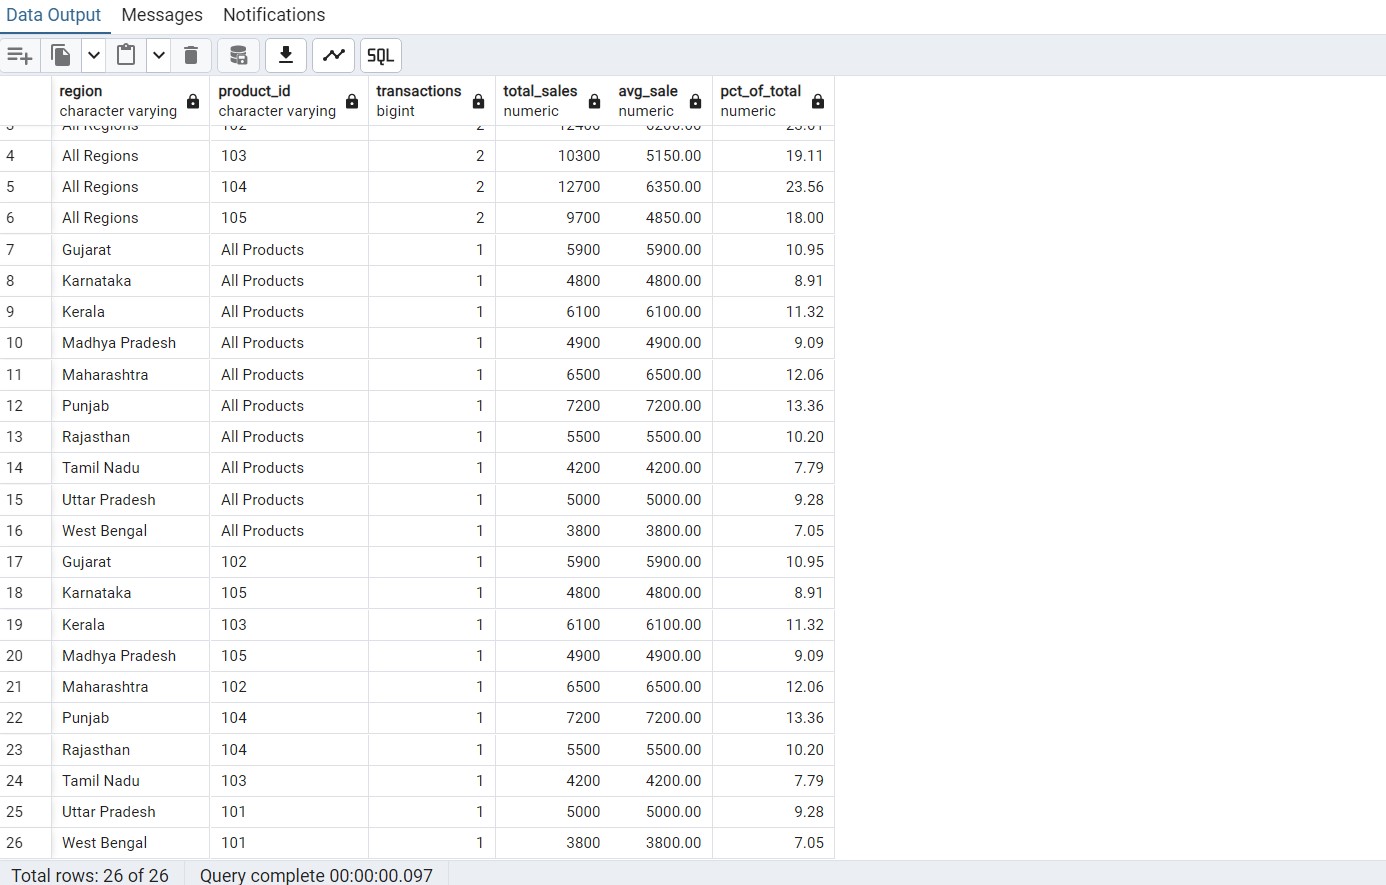 Data Output Messages Notifications
SQL
region product_id transactions total_sales avg_sale pct_of_total
character varying character varying bigint numeric numeric numeric
3 All Regions 102 2 12400 6200.00 23.01
4 All Regions 103 2 10300 5150.00 19.11
5 All Regions 104 2 12700 6350.00 23.56
6 All Regions 105 2 9700 4850.00 18.00
7 Gujarat All Products 1 5900 5900.00 10.95
8 Karnataka All Products 1 4800 4800.00 8.91
9 Kerala All Products 1 6100 6100.00 11.32
10 Madhya Pradesh All Products 1 4900 4900.00 9.09
11 Maharashtra All Products 1 6500 6500.00 12.06
12 Punjab All Products 1 7200 7200.00 13.36
13 Rajasthan All Products 1 5500 5500.00 10.20
14 Tamil Nadu All Products 1 4200 4200.00 7.79
15 Uttar Pradesh All Products 1 5000 5000.00 9.28
16 West Bengal All Products 1 3800 3800.00 7.05
17 Gujarat 102 1 5900 5900.00 10.95
18 Karnataka 105 1 4800 4800.00 8.91
19 Kerala 103 1 6100 6100.00 11.32
20 Madhya Pradesh 105 1 4900 4900.00 9.09
21 Maharashtra 102 1 6500 6500.00 12.06
22 Punjab 104 1 7200 7200.00 13.36
23 Rajasthan 104 1 5500 5500.00 10.20
24 Tamil Nadu 103 1 4200 4200.00 7.79
25 Uttar Pradesh 101 1 5000 5000.00 9.28
26 West Bengal 101 1 3800 3800.00 7.05
Total rows: 26 of 26 Query complete 00:00:00.097